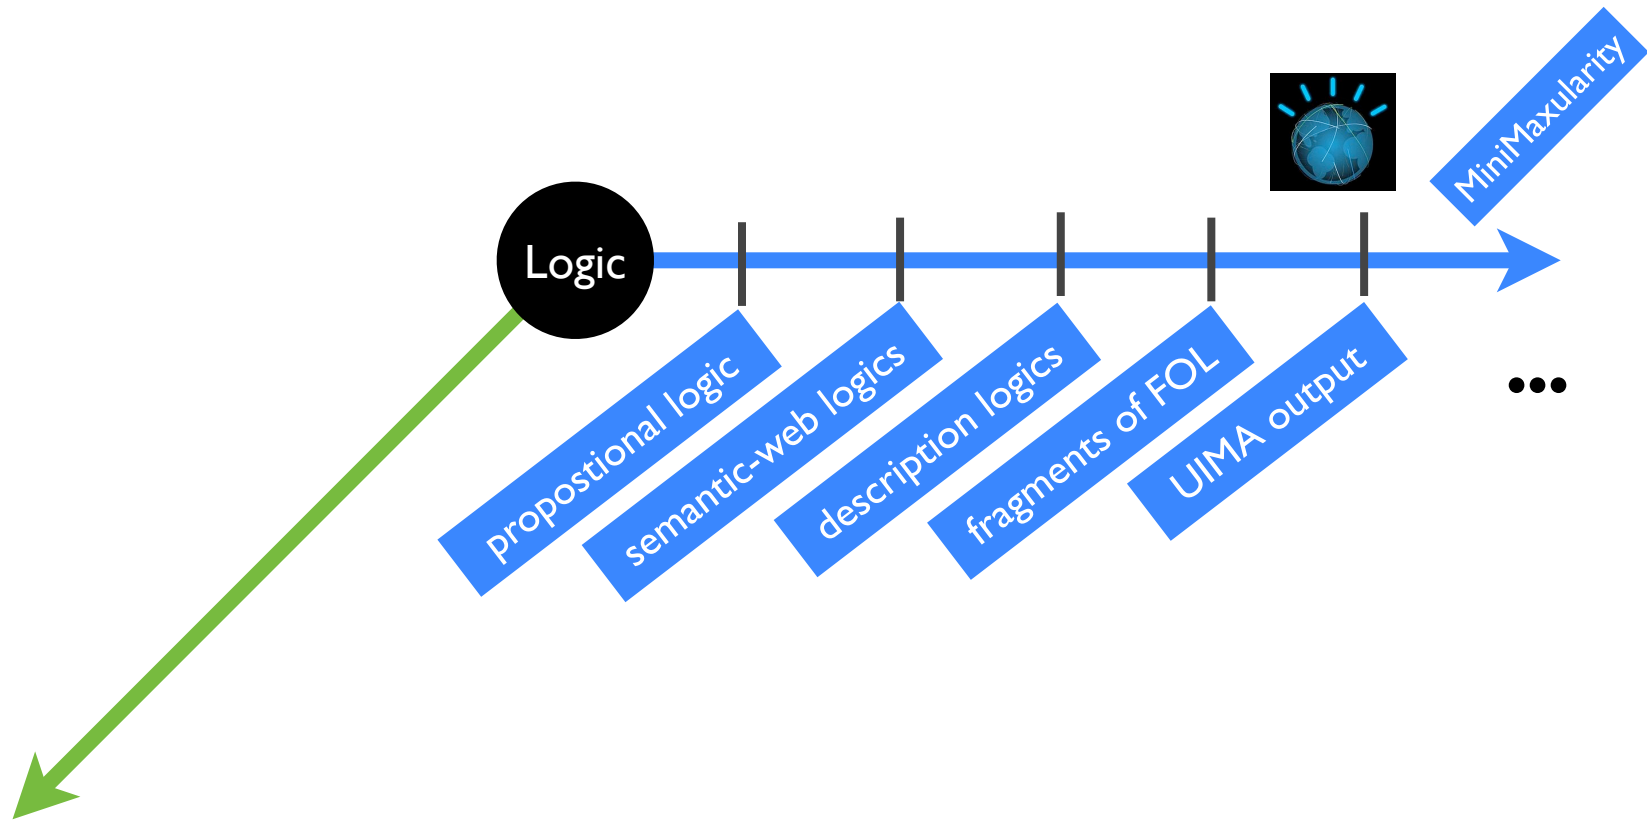 MiniMaxularity
Logic
propostional logic
semantic-web logics
description logics
fragments of FOL
UIMA output
...